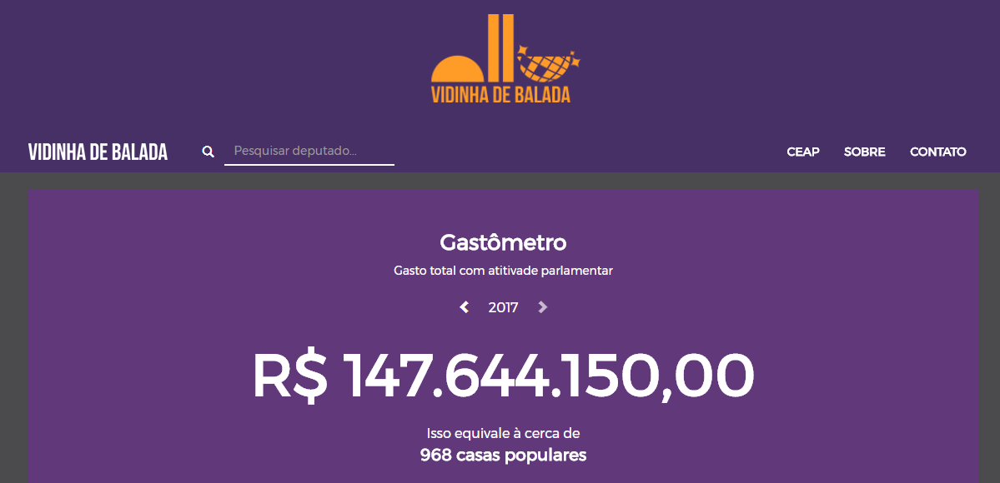 VIDINHA DE BALADA
VIDINHA DE BALADA
Pesquisar deputado...
CEAP
SOBRE
CONTATO
Gastômetro
Gasto total com atitivade parlamentar
2017
R$ 147.644.150,00
Isso equivale à cerca de
968 casas populares